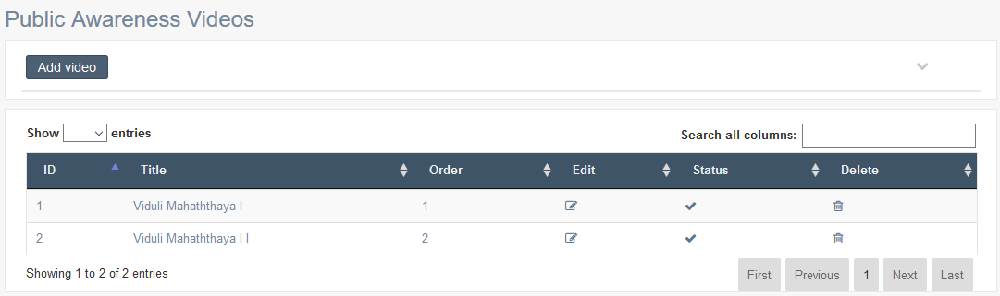 Public Awareness Videos
Add video
Show entries
Search all columns:
ID Title Order Edit Status Delete
1 Viduli Mahaththaya I 1
2 Viduli Mahaththaya I I 2
Showing 1 to 2 of 2 entries
First Previous 1 Next Last